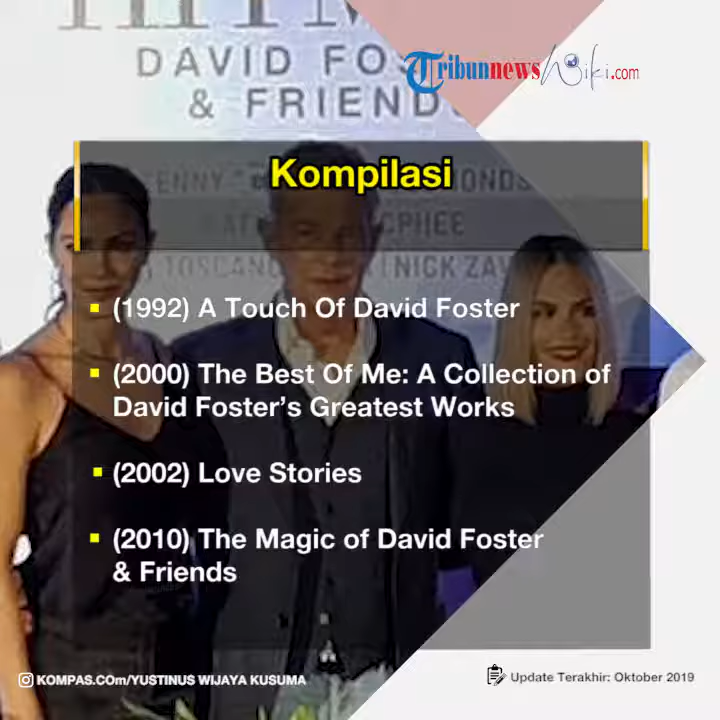 DAVID FOS
& FRIENDS
Tribunnews Wiki.com
Kompilasi
▪ (1992) A Touch Of David Foster
▪ (2000) The Best Of Me: A Collection of
David Foster’s Greatest Works
▪ (2002) Love Stories
▪ (2010) The Magic of David Foster
& Friends
KOMPAS.COm/YUSTINUS WIJAYA KUSUMA
Update Terakhir: Oktober 2019